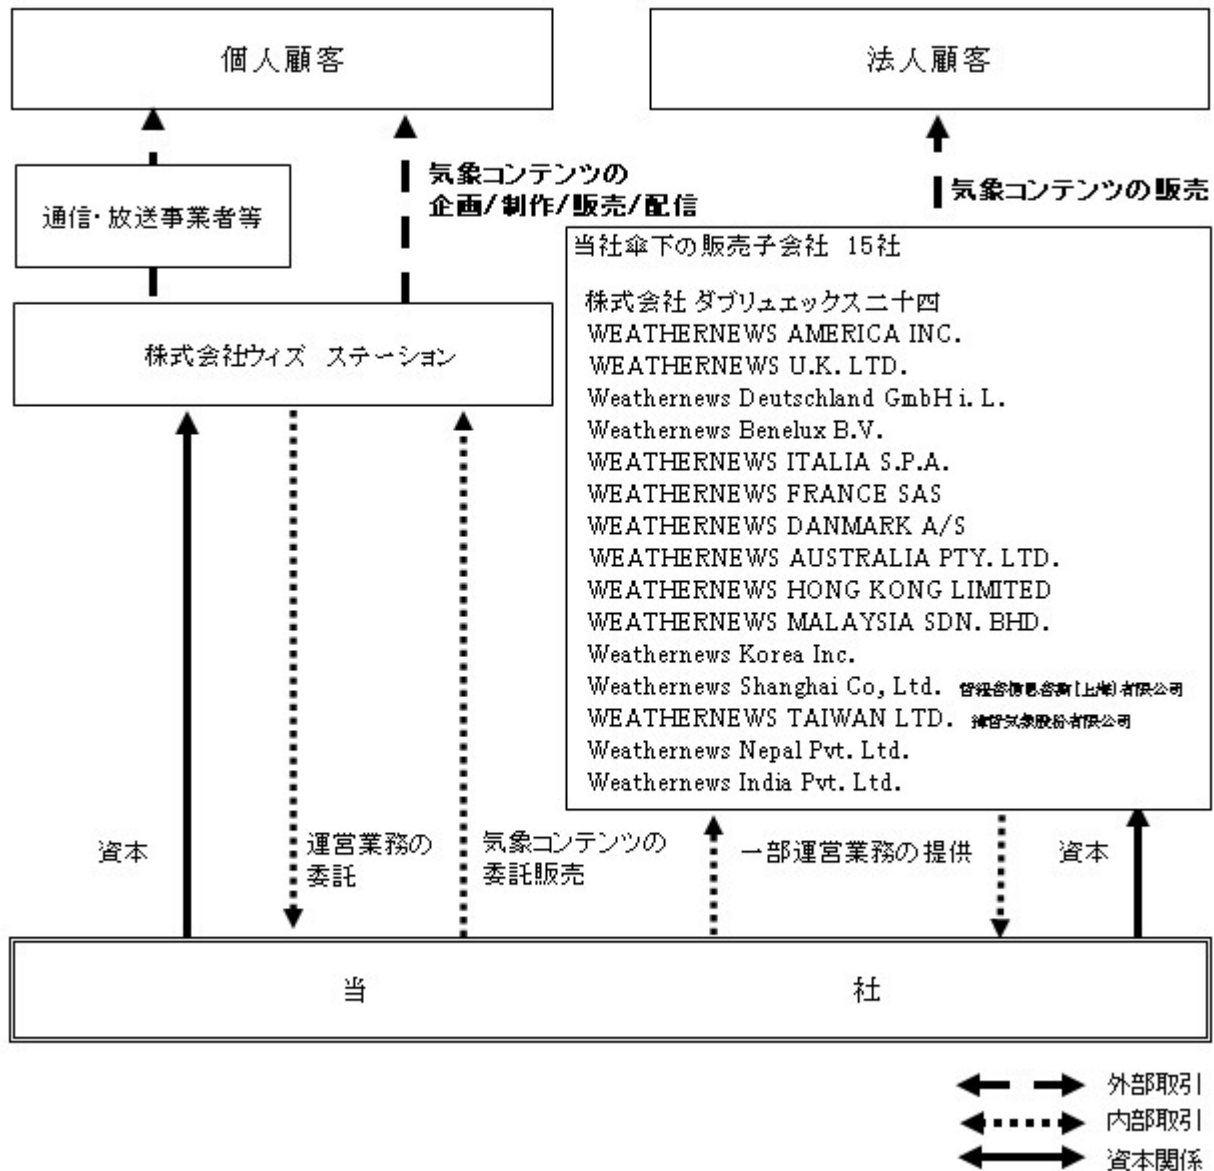 個人顧客
法人顧客
通信・放送事業者等
気象コンテンツの
企画/制作/販売/配信
気象コンテンツの販売
株式会社ウィズ ステーション
当社傘下の販売子会社 15社
株式会社 ダブリュエックス二十四
WEATHERNEWS AMERICA INC.
WEATHERNEWS U.K. LTD.
Weathernews Deutschland GmbH i. L.
Weathernews Benelux B.V.
WEATHERNEWS ITALIA S.P.A.
WEATHERNEWS FRANCE SAS
WEATHERNEWS DANMARK A/S
WEATHERNEWS AUSTRALIA PTY. LTD.
WEATHERNEWS HONG KONG LIMITED
WEATHERNEWS MALAYSIA SDN. BHD.
Weathernews Korea Inc.
Weathernews Shanghai Co, Ltd.
WEATHERNEWS TAIWAN LTD.
Weathernews Nepal Pvt. Ltd.
Weathernews India Pvt. Ltd.
資本
運営業務の
委託
気象コンテンツの
委託販売
一部運営業務の提供
資本
当 社
外部取引
内部取引
資本関係